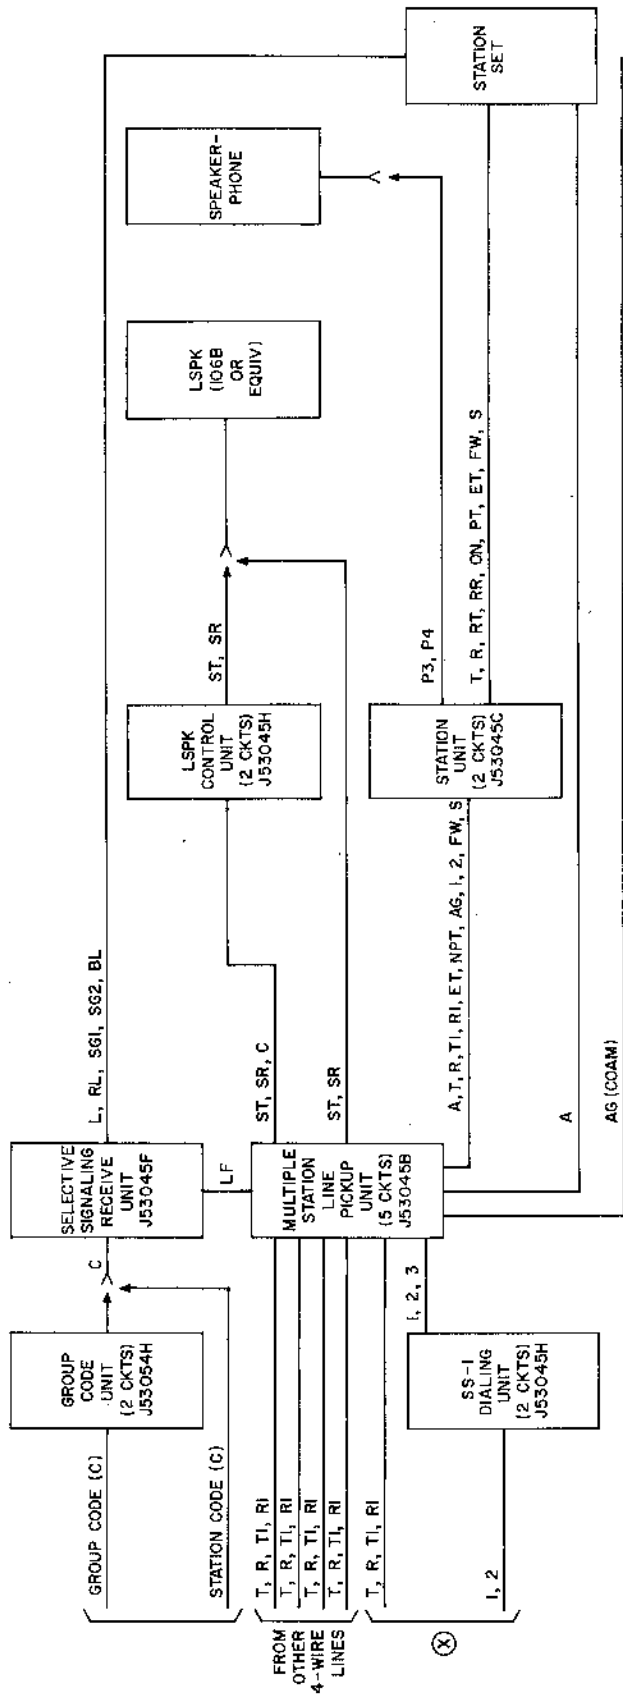 GROUP CODE (C)
STATION CODE (C)
GROUP
CODE
UNIT
(2 CKTS)
J53054H
C
SELECTIVE
SIGNALING
RECEIVE
UNIT
J53045F
L, RL, SG1, SG2, BL
LF
FROM
OTHER
4-WIRE
LINES
T, R, T1, R1
T, R, T1, R1
T, R, T1, R1
T, R, T1, R1
T, R, T1, R1
X
1, 2
SS-1
DIALING
UNIT
(2 CKTS)
J53045H
1, 2, 3
MULTIPLE
STATION
LINE
PICKUP
UNIT
(5 CKTS)
J53045B
ST, SR, C
ST, SR
A, T, R, T1, R1, ET, NPT, AG, 1, 2, FW, S
A
AG (COAM)
LSPK
CONTROL
UNIT
(2 CKTS)
J53045H
ST, SR
STATION
UNIT
(2 CKTS)
J53045C
P3, P4
T, R, RT, RR, ON, PT, ET, FW, S
LSPK
(106B
OR
EQUIV)
SPEAKER-
PHONE
STATION
SET